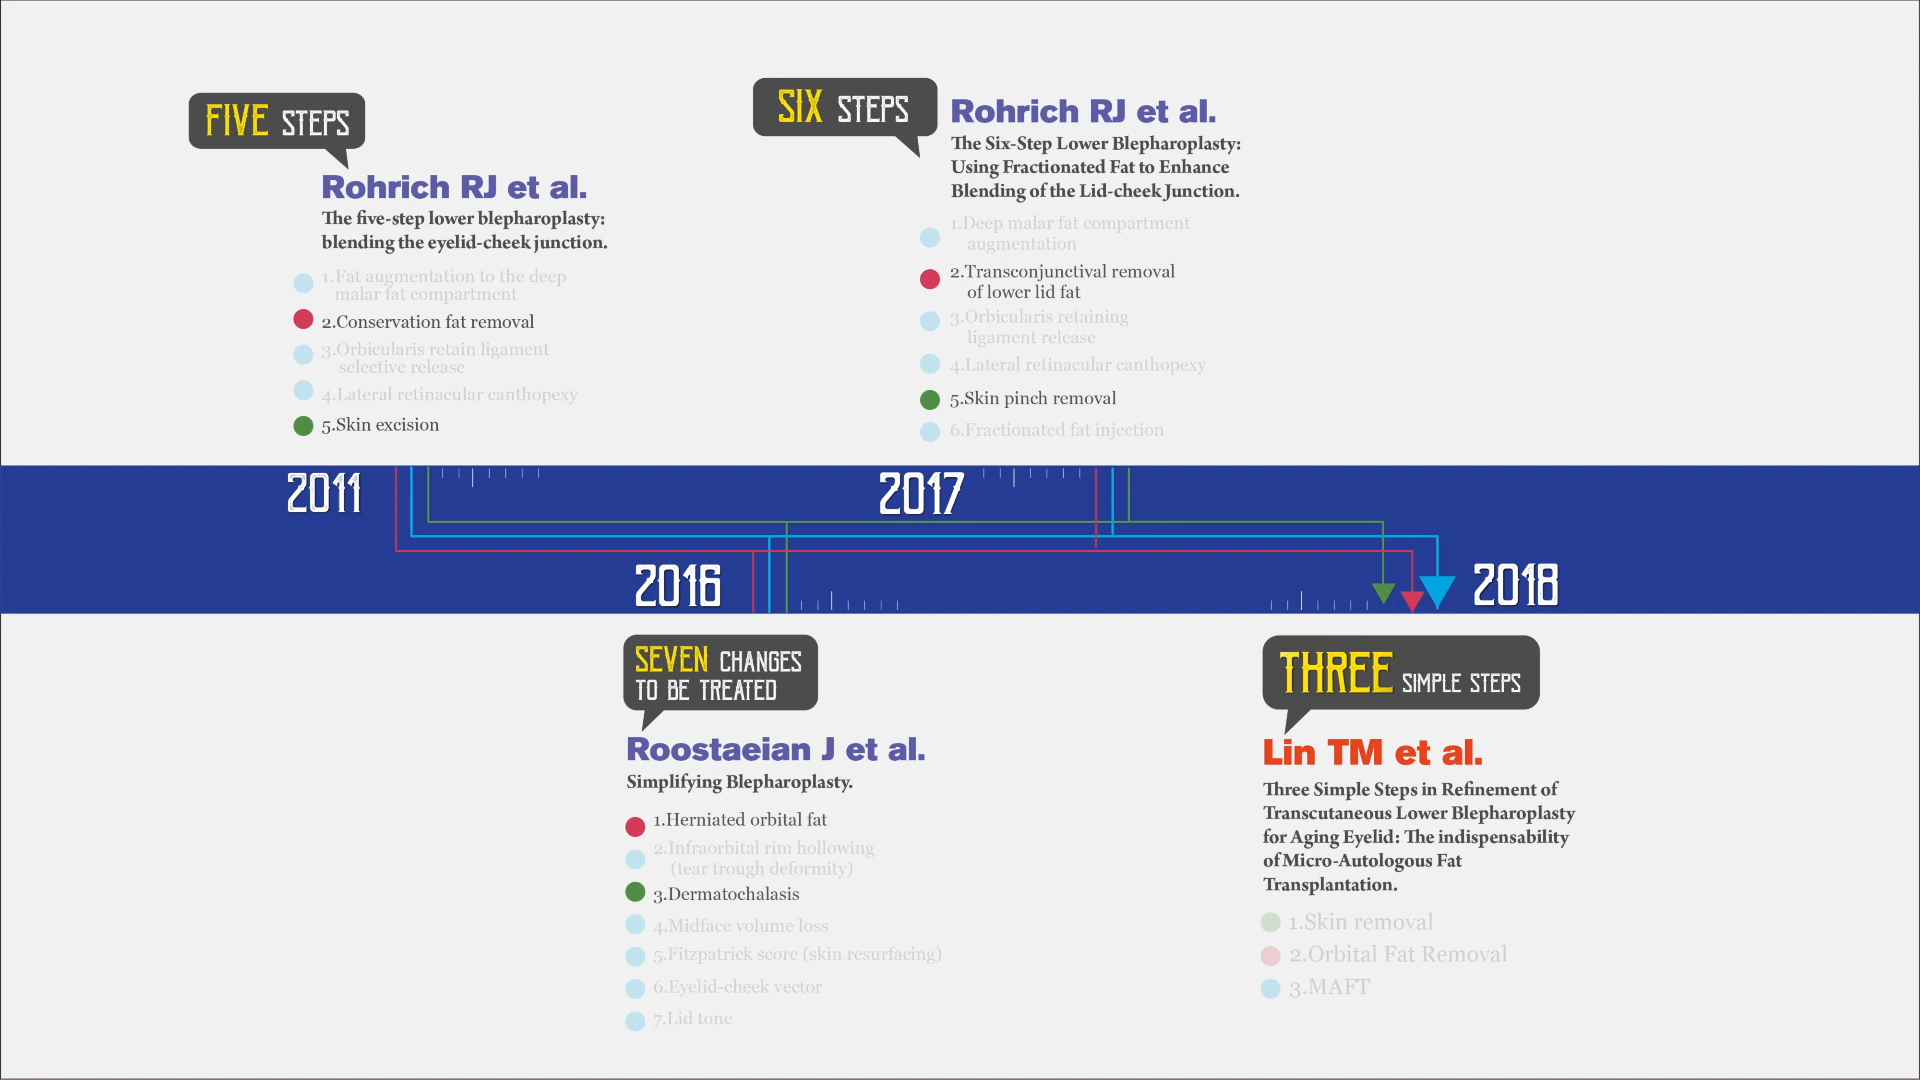 FIVE STEPS
Rohrich RJ et al.
The five-step lower blepharoplasty:
blending the eyelid-cheek junction.
1.Fat augmentation to the deep
malar fat compartment
2.Conservation fat removal
3.Orbicularis retain ligament
selective release
4.Lateral retinacular canthopexy
5.Skin excision
SIX STEPS
Rohrich RJ et al.
The Six-Step Lower Blepharoplasty:
Using Fractionated Fat to Enhance
Blending of the Lid-cheek Junction.
1.Deep malar fat compartment
augmentation
2.Transconjunctival removal
of lower lid fat
3.Orbicularis retaining
ligament release
4.Lateral retinacular canthopexy
5.Skin pinch removal
6.Fractionated fat injection
2011
2017
2016
2018
SEVEN CHANGES
TO BE TREATED
Roostaeian J et al.
Simplifying Blepharoplasty.
1.Herniated orbital fat
2.Infraorbital rim hollowing
(tear trough deformity)
3.Dermatochalasis
4.Midface volume loss
5.Fitzpatrick score (skin resurfacing)
6.Eyelid-cheek vector
7.Lid tone
THREE SIMPLE STEPS
Lin TM et al.
Three Simple Steps in Refinement of
Transcutaneous Lower Blepharoplasty
for Aging Eyelid: The indispensability
of Micro-Autologous Fat
Transplantation.
1.Skin removal
2.Orbital Fat Removal
3.MAFT